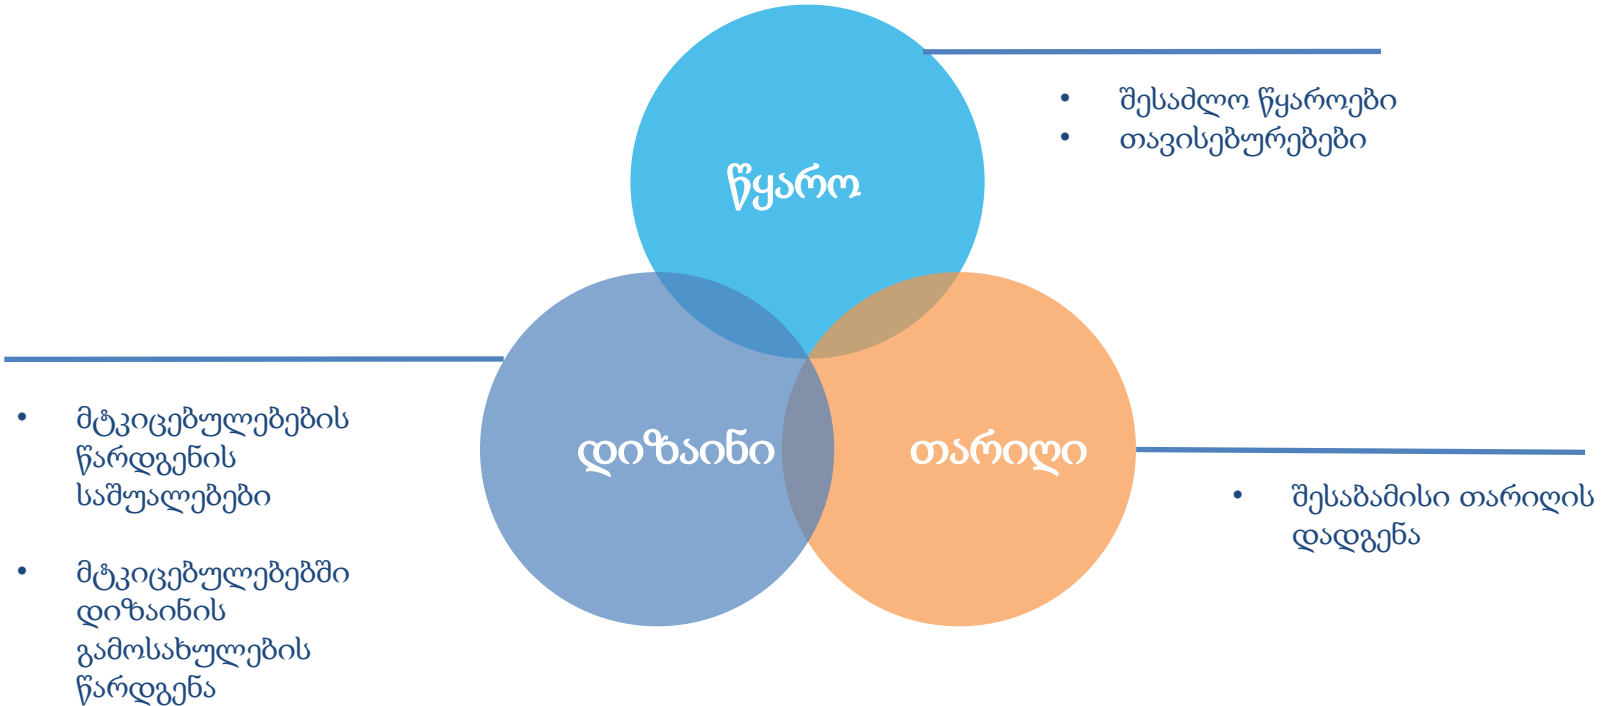 • შესაძლო წყაროები
• თავისებურებები
წყარო
• მტკიცებულებების
წარდგენის
საშუალებები
• მტკიცებულებებში
დიზაინის
გამოსახულების
წარდგენა
დიზაინი
თარიღი
• შესაბამისი თარიღის
დადგენა